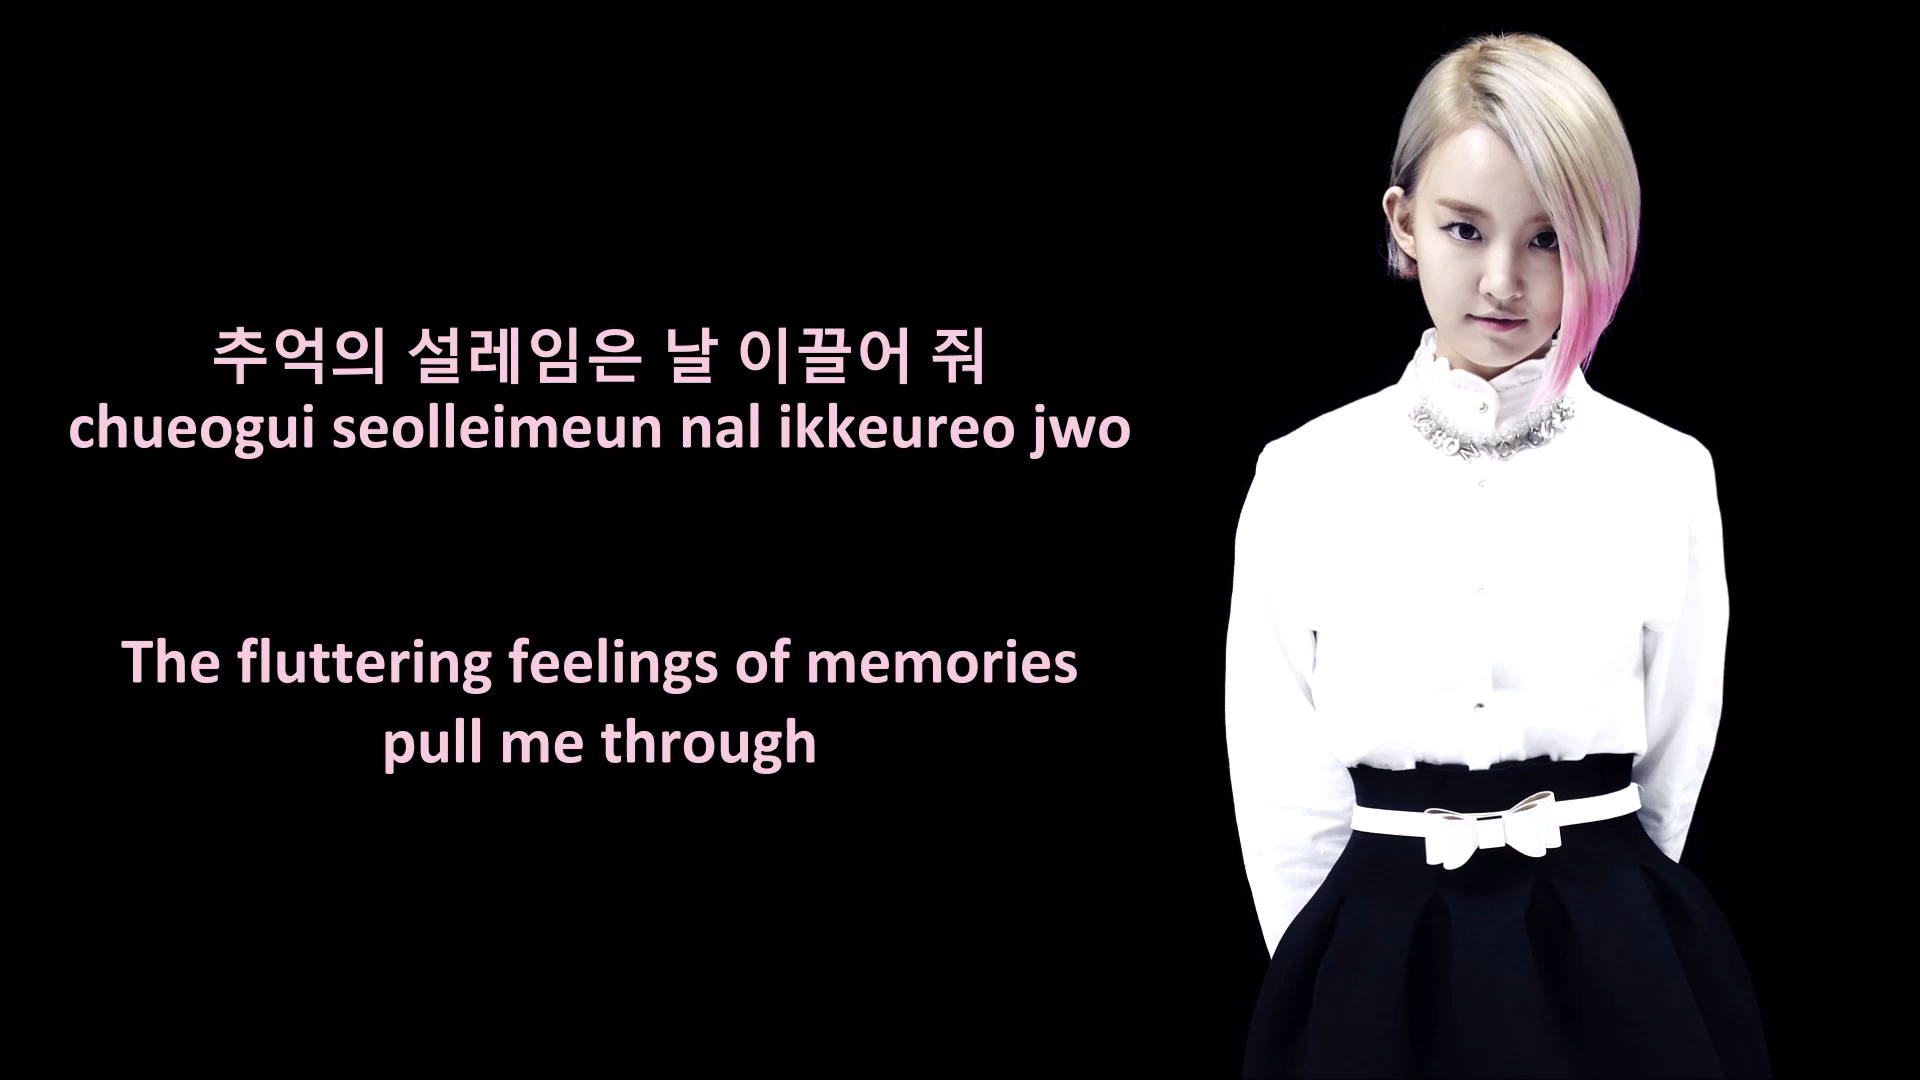 추억의 설레임은 날 이끌어 줘
chueogui seolleimeun nal ikkeureo jwo
The fluttering feelings of memories
pull me through